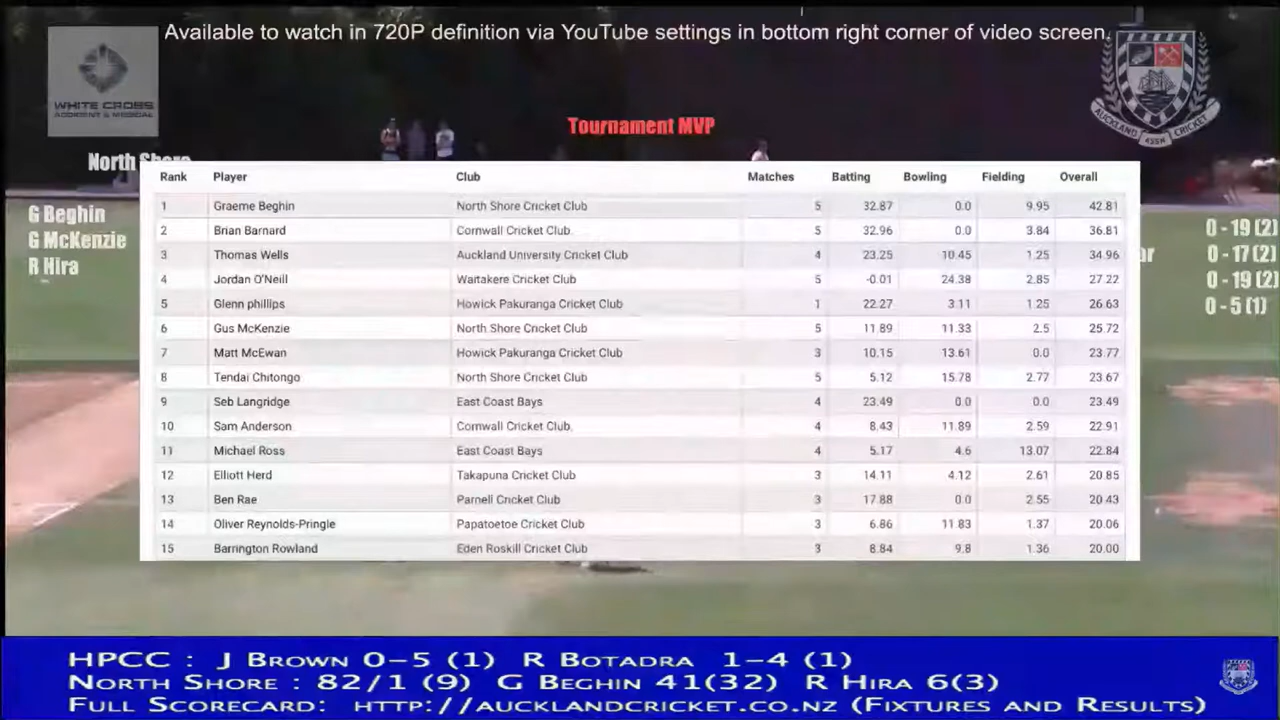 Available to watch in 720P definition via YouTube settings in bottom right corner of video screen.
WHITE CROSS
ACCIDENT & MEDICAL
AUCKLAND CRICKET
ASSN
Tournament MVP
North Shore
G Beghin
G McKenzie
R Hira
0 - 19 (2)
0 - 17 (2)
0 - 19 (2)
0 - 5 (1)
Rank Player Club Matches Batting Bowling Fielding Overall
1 Graeme Beghin North Shore Cricket Club 5 32.87 0.0 9.95 42.81
2 Brian Barnard Cornwall Cricket Club 5 32.96 0.0 3.84 36.81
3 Thomas Wells Auckland University Cricket Club 4 23.25 10.45 1.25 34.96
4 Jordan O'Neill Waitakere Cricket Club 5 -0.01 24.38 2.85 27.22
5 Glenn phillips Howick Pakuranga Cricket Club 1 22.27 3.11 1.25 26.63
6 Gus McKenzie North Shore Cricket Club 5 11.89 11.33 2.5 25.72
7 Matt McEwan Howick Pakuranga Cricket Club 3 10.15 13.61 0.0 23.77
8 Tendai Chitongo North Shore Cricket Club 5 5.12 15.78 2.77 23.67
9 Seb Langridge East Coast Bays 4 23.49 0.0 0.0 23.49
10 Sam Anderson Cornwall Cricket Club 4 8.43 11.89 2.59 22.91
11 Michael Ross East Coast Bays 4 5.17 4.6 13.07 22.84
12 Elliott Herd Takapuna Cricket Club 3 14.11 4.12 2.61 20.85
13 Ben Rae Parnell Cricket Club 3 17.88 0.0 2.55 20.43
14 Oliver Reynolds-Pringle Papatoetoe Cricket Club 3 6.86 11.83 1.37 20.06
15 Barrington Rowland Eden Roskill Cricket Club 3 8.84 9.8 1.36 20.00
HPCC : J Brown 0-5 (1) R Botadra 1-4 (1)
North Shore : 82/1 (9) G Beghin 41(32) R Hira 6(3)
Full Scorecard: http://aucklandcricket.co.nz (Fixtures and Results)